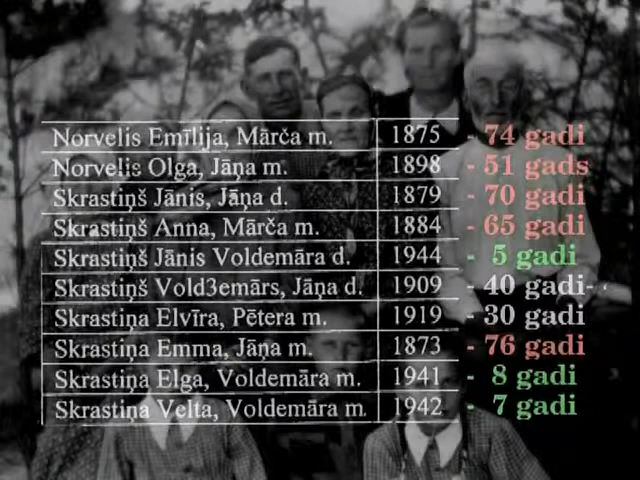 Norvelis Emīlija, Mārča m. 1875 - 74 gadi
Norvelis Olga, Jāņa m. 1898 - 51 gads
Skrastiņš Jānis, Jāņa d. 1879 - 70 gadi
Skrastiņš Anna, Mārča m. 1884 - 65 gadi
Skrastiņš Jānis Voldemāra d. 1944 - 5 gadi
Skrastiņš Vold3emārs, Jāņa d. 1909 - 40 gadi-
Skrastiņa Elvīra, Pētera m. 1919 - 30 gadi
Skrastiņa Emma, Jāņa m. 1873 - 76 gadi
Skrastiņa Elga, Voldemāra m. 1941 - 8 gadi
Skrastiņa Velta, Voldemāra m. 1942 - 7 gadi